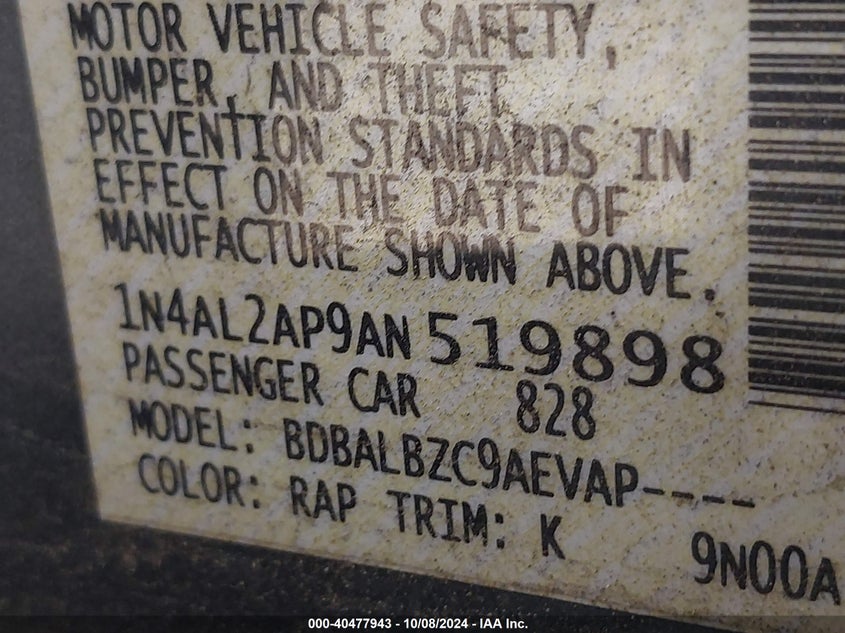 MOTOR VEHICLE SAFETY,
BUMPER, AND THEFT
PREVENTION STANDARDS IN
EFFECT ON THE DATE OF
MANUFACTURE SHOWN ABOVE.
1N4AL2AP9AN519898
PASSENGER CAR 828
MODEL: BDBALBZC9AEVAP----
COLOR: RAP TRIM: K 9N00A
000-40477943 - 10/08/2024 - IAA Inc.